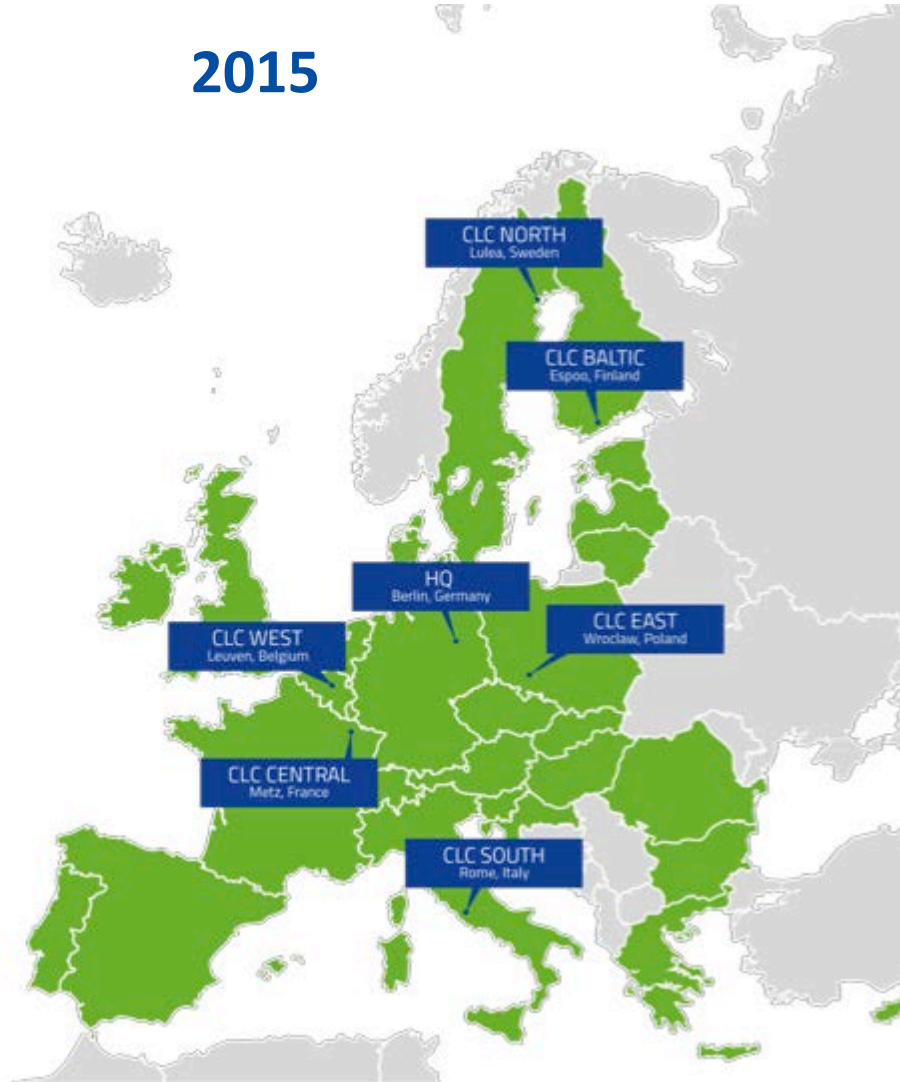 2015
CLC NORTH
Lulea, Sweden
CLC BALTIC
Espoo, Finland
HQ
Berlin, Germany
CLC EAST
Wroclaw, Poland
CLC WEST
Leuven, Belgium
CLC CENTRAL
Metz, France
CLC SOUTH
Rome, Italy